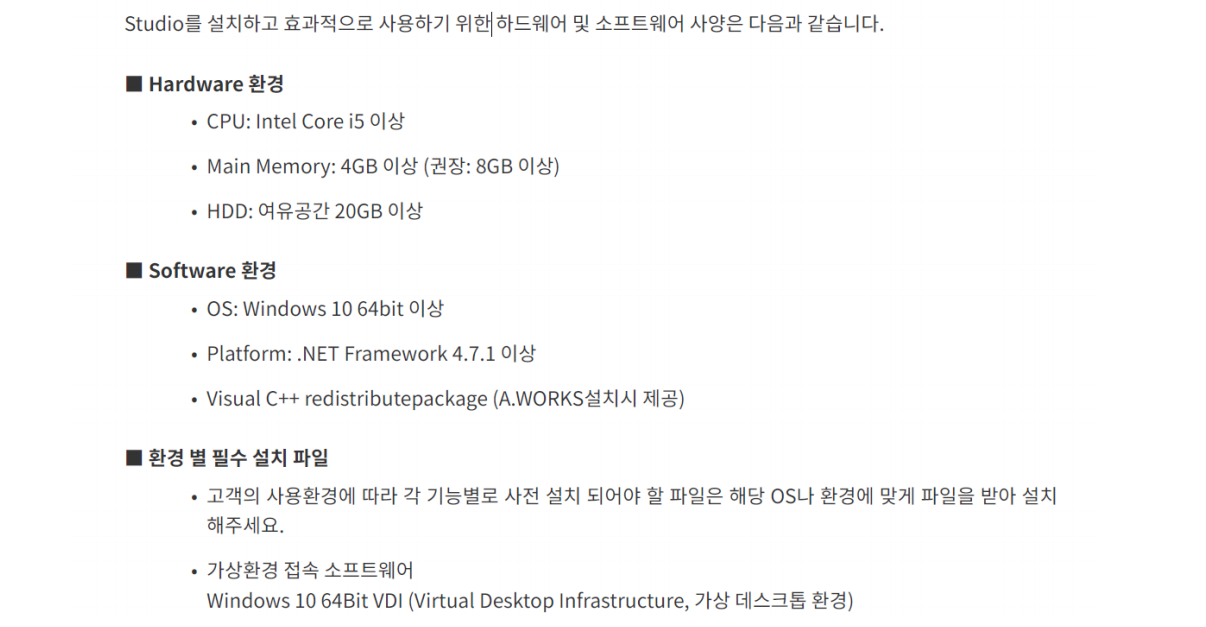 Studio를 설치하고 효과적으로 사용하기 위한 하드웨어 및 소프트웨어 사양은 다음과 같습니다.
■ Hardware 환경
• CPU: Intel Core i5 이상
• Main Memory: 4GB 이상 (권장: 8GB 이상)
• HDD: 여유공간 20GB 이상
■ Software 환경
• OS: Windows 10 64bit 이상
• Platform: .NET Framework 4.7.1 이상
• Visual C++ redistributepackage (A.WORKS설치시 제공)
■ 환경 별 필수 설치 파일
• 고객의 사용환경에 따라 각 기능별로 사전 설치 되어야 할 파일은 해당 OS나 환경에 맞게 파일을 받아 설치
해주세요.
• 가상환경 접속 소프트웨어
Windows 10 64Bit VDI (Virtual Desktop Infrastructure, 가상 데스크톱 환경)